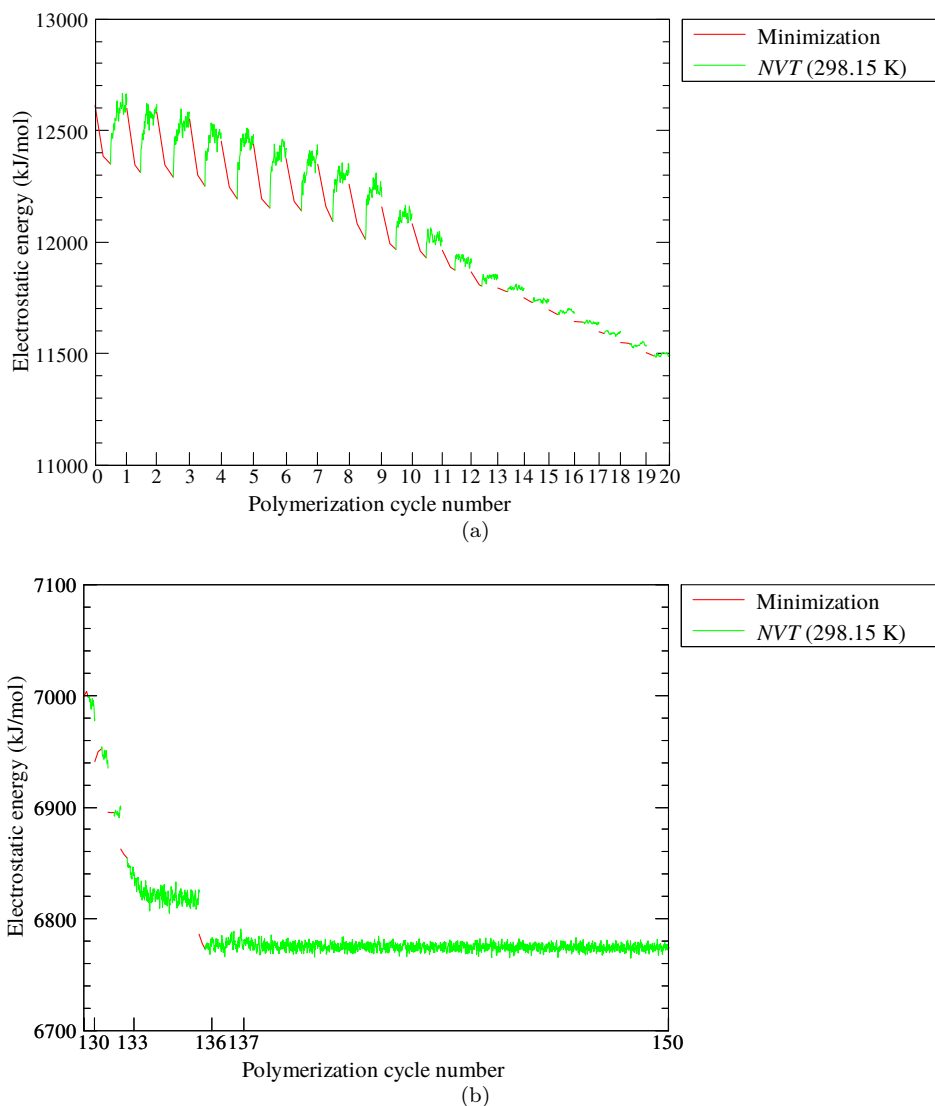 13000
12500
12000
11500
11000
Electrostatic energy (kJ/mol)
0 1 2 3 4 5 6 7 8 9 10 11 12 13 14 15 16 17 18 19 20
Polymerization cycle number
Minimization
NVT (298.15 K)
(a)
7100
7000
6900
6800
6700
Electrostatic energy (kJ/mol)
130 133 136 137 150
Polymerization cycle number
Minimization
NVT (298.15 K)
(b)